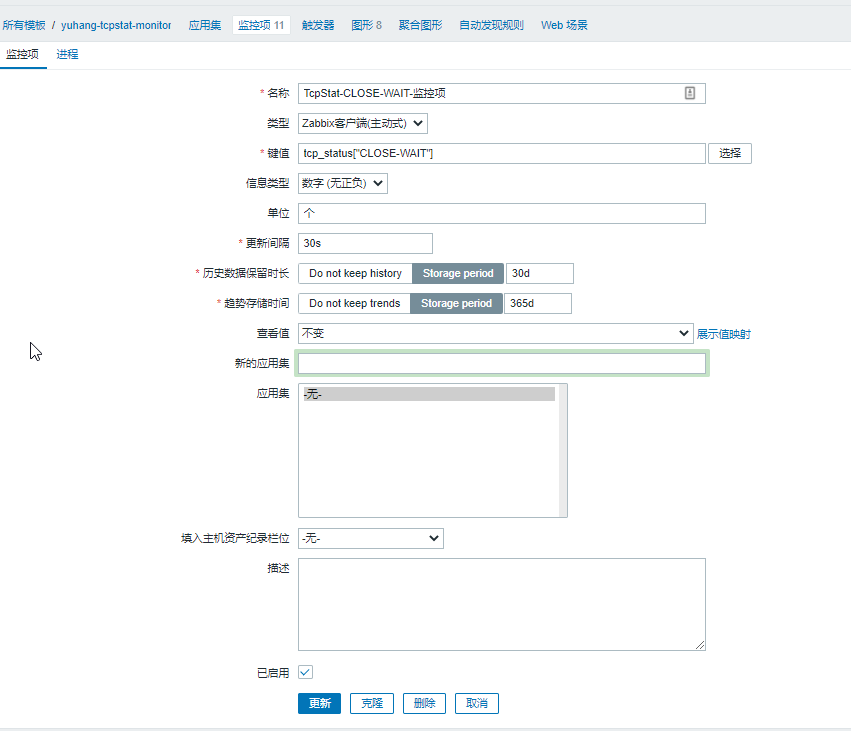 所有模板 / yuhang-tcpstat-monitor 应用集 监控项 11 触发器 图形 8 聚合图形 自动发现规则 Web 场景
监控项 进程
* 名称 TcpStat-CLOSE-WAIT-监控项
类型 Zabbix客户端(主动式)
* 键值 tcp_status["CLOSE-WAIT"] 选择
信息类型 数字 (无正负)
单位 个
* 更新间隔 30s
* 历史数据保留时长 Do not keep history Storage period 30d
* 趋势存储时间 Do not keep trends Storage period 365d
查看值 不变 展示值映射
新的应用集
应用集 -无-
填入主机资产纪录栏位 -无-
描述
已启用
更新 克隆 删除 取消